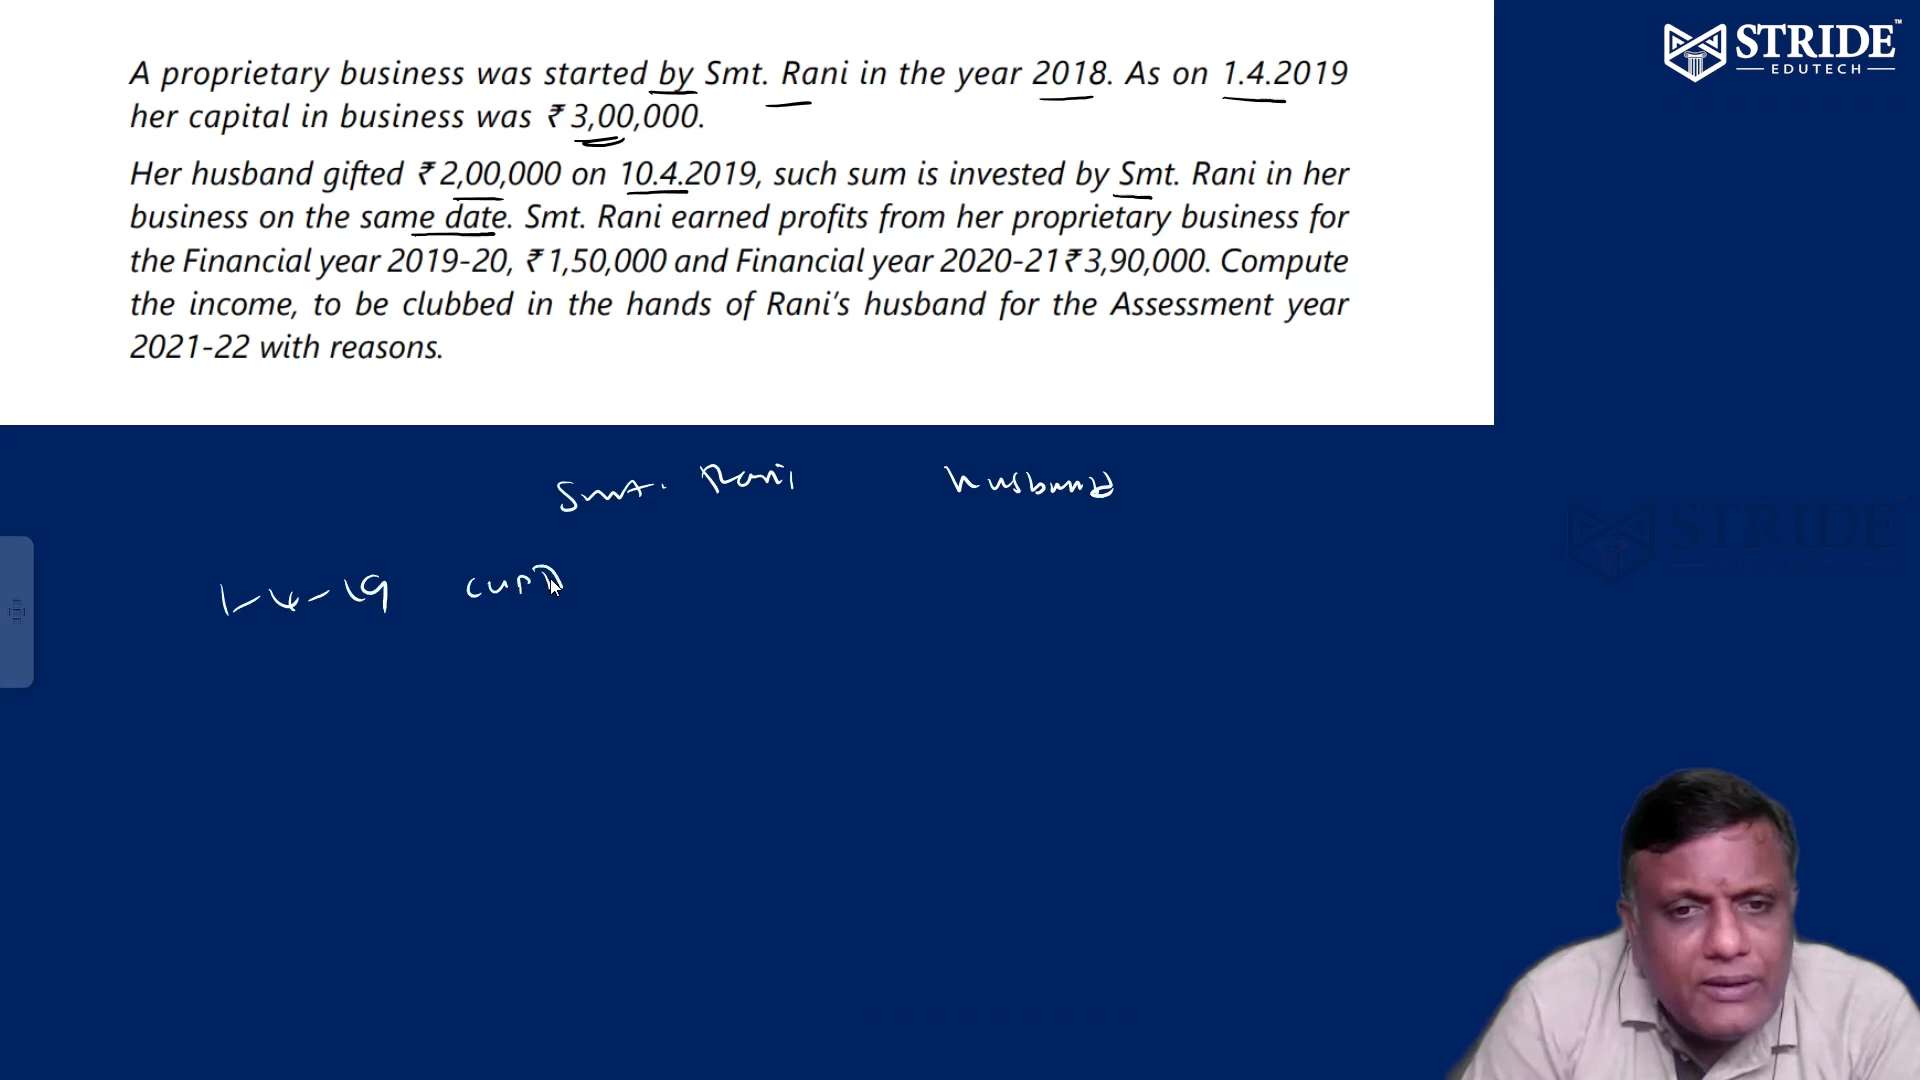 STRIDE™
EDUTECH
A proprietary business was started by Smt. Rani in the year 2018. As on 1.4.2019
her capital in business was ₹ 3,00,000.
Her husband gifted ₹ 2,00,000 on 10.4.2019, such sum is invested by Smt. Rani in her
business on the same date. Smt. Rani earned profits from her proprietary business for
the Financial year 2019-20, ₹ 1,50,000 and Financial year 2020-21 ₹ 3,90,000. Compute
the income, to be clubbed in the hands of Rani's husband for the Assessment year
2021-22 with reasons.
Smt. Rani husband
STRIDE
1-4-19